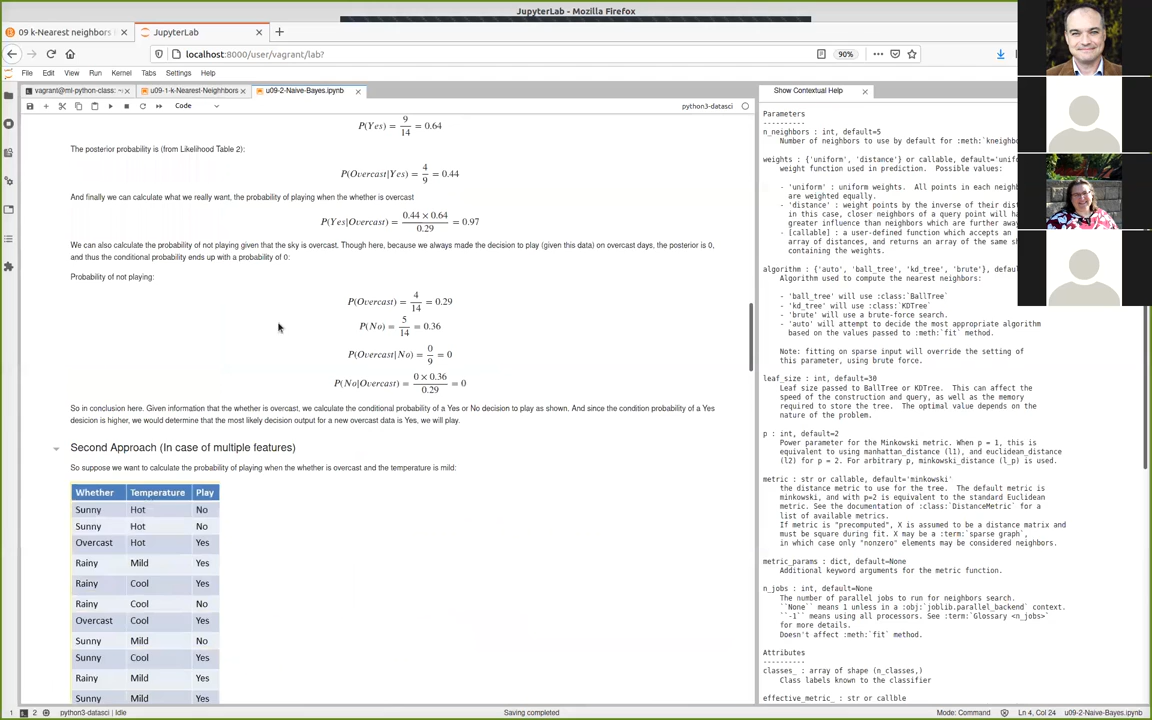 JupyterLab - Mozilla Firefox
09 k-Nearest neighbors
JupyterLab
localhost:8000/user/vagrant/lab?
90%
File Edit View Run Kernel Tabs Settings Help
vagrant@ml-python-class: ~
u09-1-k-Nearest-Neighbors
u09-2-Naive-Bayes.ipynb
Show Contextual Help
Code
python3-datasci
P(Yes) = 9/14 = 0.64
The posterior probability is (from Likelihood Table 2):
P(Overcast|Yes) = 4/9 = 0.44
And finally we can calculate what we really want, the probability of playing when the whether is overcast
P(Yes|Overcast) = 0.44 × 0.64 / 0.29 = 0.97
We can also calculate the probability of not playing given that the sky is overcast. Though here, because we always made the decision to play (given this data) on overcast days, the posterior is 0,
and thus the conditional probability ends up with a probability of 0:
Probability of not playing:
P(Overcast) = 4/14 = 0.29
P(No) = 5/14 = 0.36
P(Overcast|No) = 0/9 = 0
P(No|Overcast) = 0 × 0.36 / 0.29 = 0
So in conclusion here. Given information that the whether is overcast, we calculate the conditional probability of a Yes or No decision to play as shown. And since the condition probability of a Yes
desicion is higher, we would determine that the most likely decition output for a new overcast data is Yes, we will play.
Second Approach (In case of multiple features)
So suppose we want to calculate the probability of playing when the whether is overcast and the temperature is mild:
Whether Temperature Play
Sunny Hot No
Sunny Hot No
Overcast Hot Yes
Rainy Mild Yes
Rainy Cool Yes
Rainy Cool No
Overcast Cool Yes
Sunny Mild No
Sunny Cool Yes
Rainy Mild Yes
Sunny Mild Yes
Parameters
----------
n_neighbors : int, default=5
Number of neighbors to use by default for :meth:`kneighb
weights : {'uniform', 'distance'} or callable, default='unif
weight function used in prediction. Possible values:
- 'uniform' : uniform weights. All points in each neighb
are weighted equally.
- 'distance' : weight points by the inverse of their dis
in this case, closer neighbors of a query point will ha
greater influence than neighbors which are further away
- [callable] : a user-defined function which accepts an
array of distances, and returns an array of the same sh
containing the weights.
algorithm : {'auto', 'ball_tree', 'kd_tree', 'brute'}, defau
Algorithm used to compute the nearest neighbors:
- 'ball_tree' will use :class:`BallTree`
- 'kd_tree' will use :class:`KDTree`
- 'brute' will use a brute-force search.
- 'auto' will attempt to decide the most appropriate algorithm
based on the values passed to :meth:`fit` method.
Note: fitting on sparse input will override the setting of
this parameter, using brute force.
leaf_size : int, default=30
Leaf size passed to BallTree or KDTree. This can affect the
speed of the construction and query, as well as the memory
required to store the tree. The optimal value depends on the
nature of the problem.
p : int, default=2
Power parameter for the Minkowski metric. When p = 1, this is
equivalent to using manhattan_distance (l1), and euclidean_distance
(l2) for p = 2. For arbitrary p, minkowski_distance (l_p) is used.
metric : str or callable, default='minkowski'
the distance metric to use for the tree. The default metric is
minkowski, and with p=2 is equivalent to the standard Euclidean
metric. See the documentation of :class:`DistanceMetric` for a
list of available metrics.
If metric is "precomputed", X is assumed to be a distance matrix and
must be square during fit. X may be a :term:`sparse graph`,
in which case only "nonzero" elements may be considered neighbors.
metric_params : dict, default=None
Additional keyword arguments for the metric function.
n_jobs : int, default=None
The number of parallel jobs to run for neighbors search.
``None`` means 1 unless in a :obj:`joblib.parallel_backend` context.
``-1`` means using all processors. See :term:`Glossary <n_jobs>`
for more details.
Doesn't affect :meth:`fit` method.
Attributes
----------
classes_ : array of shape (n_classes,)
Class labels known to the classifier
effective_metric_ : str or callble
1 2 python3-datasci | Idle
Saving completed
Mode: Command
Ln 4, Col 24
u09-2-Naive-Bayes.ipynb